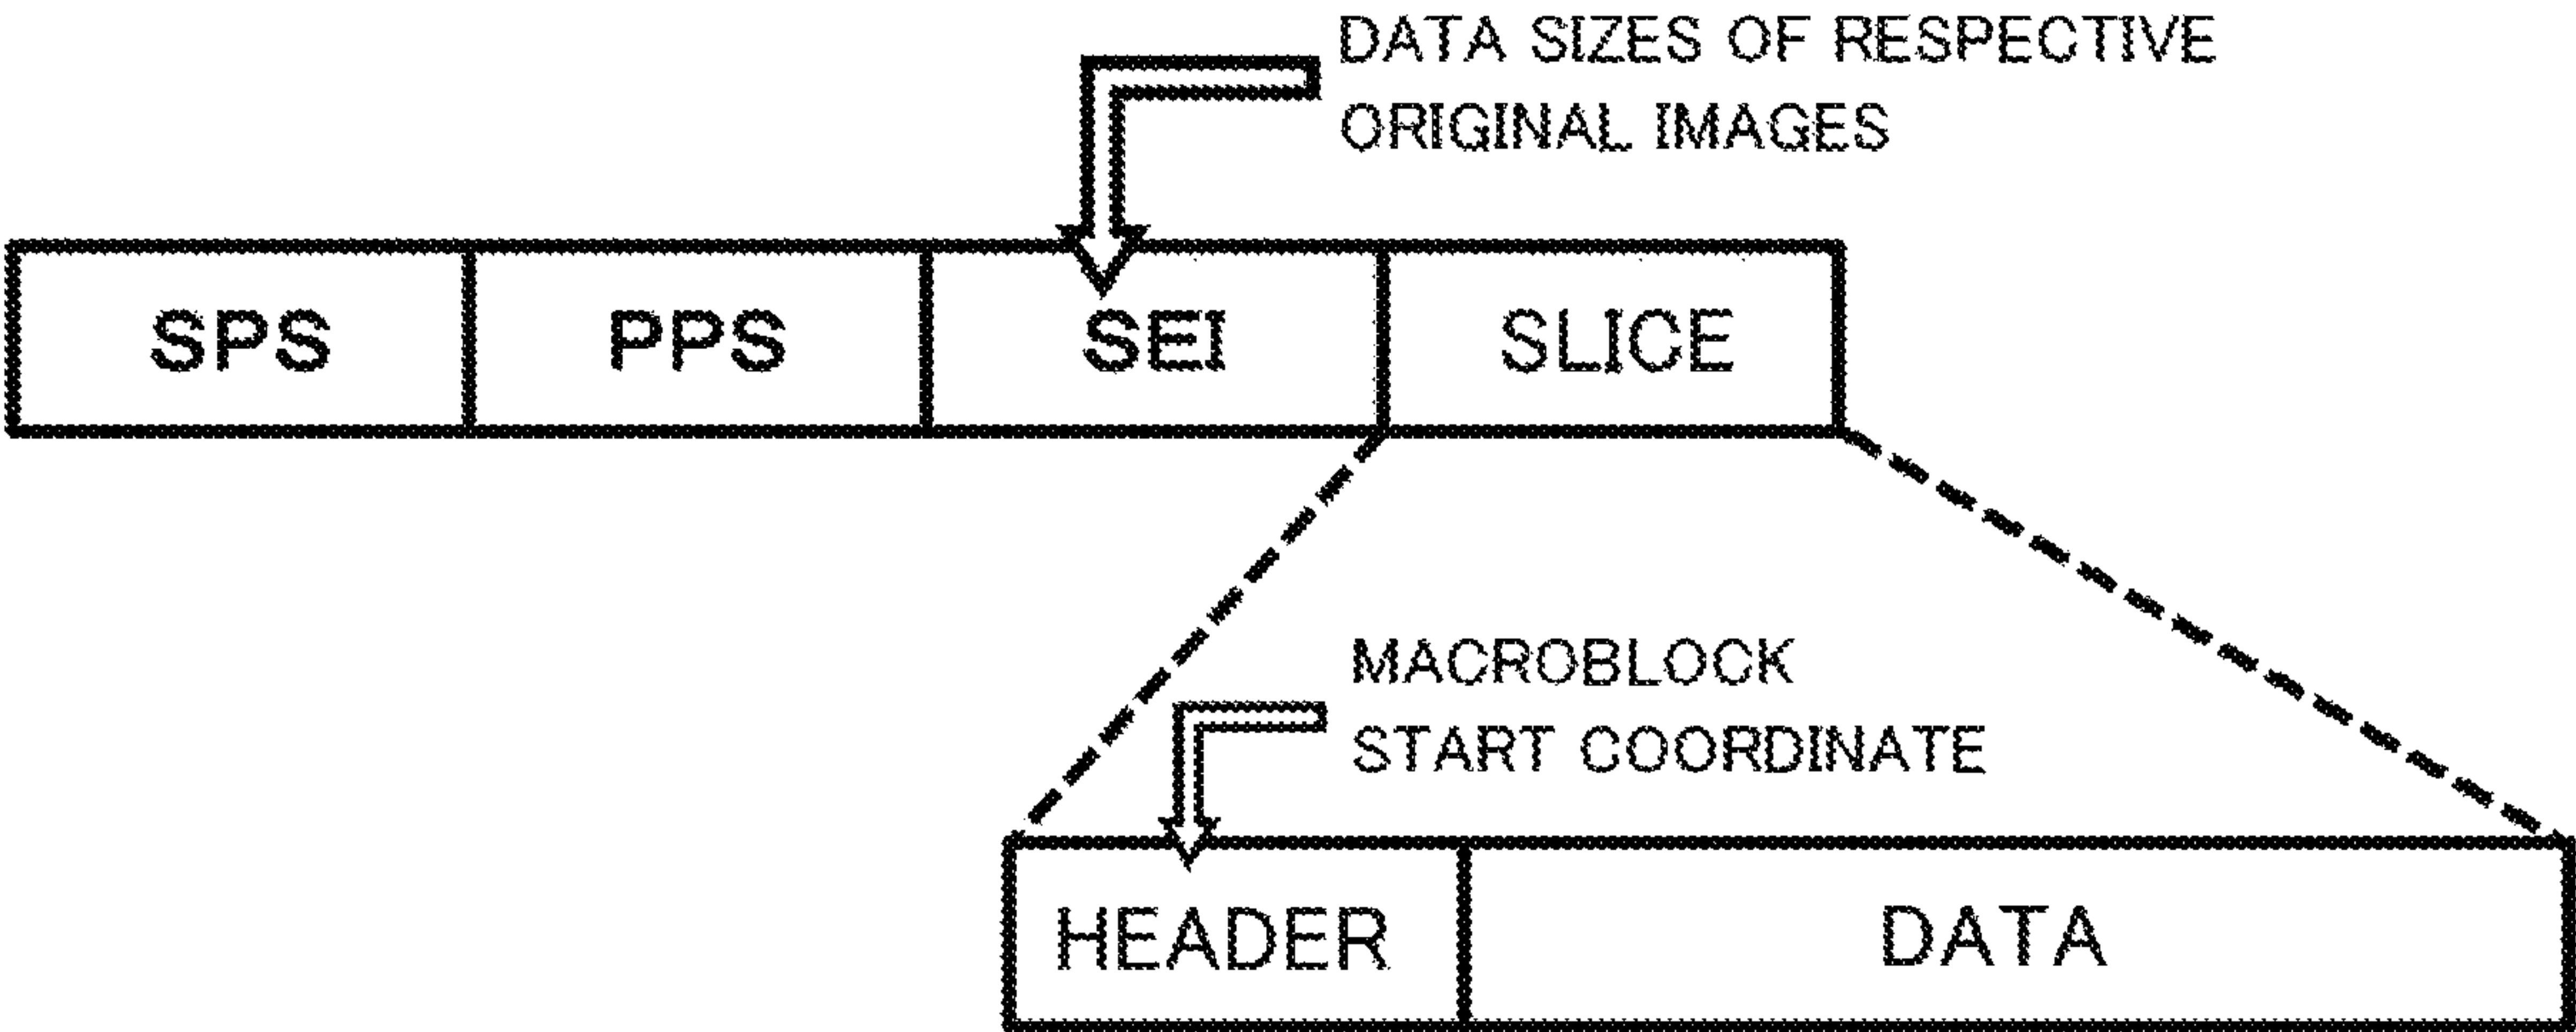 DATA SIZES OF RESPECTIVE
ORIGINAL IMAGES
SPS PPS SEI SLICE
MACROBLOCK
START COORDINATE
HEADER DATA